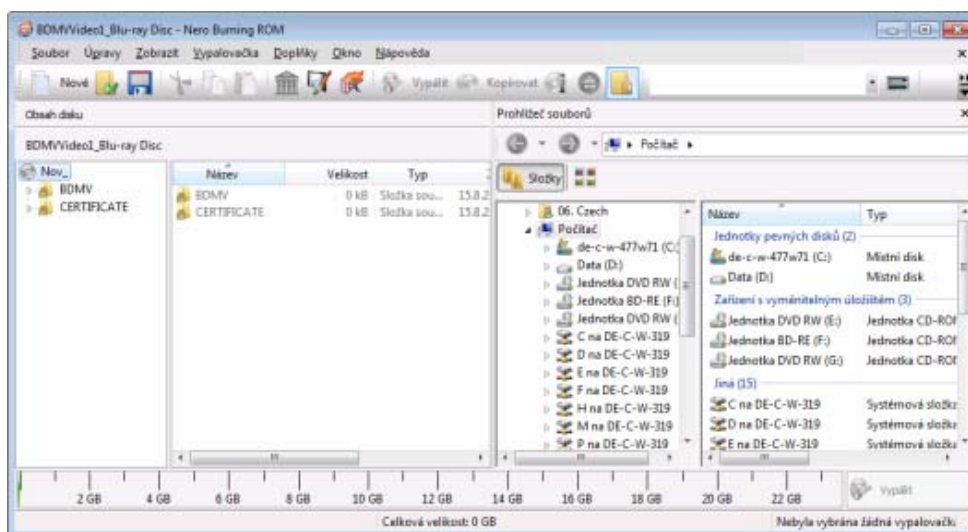 BDMVVideo1_Blu-ray Disc - Nero Burning ROM
Soubor Úpravy Zobrazit Vypalovačka Doplňky Okno Nápověda
Nové Vypálit Kopírovat
Obsah disku
BDMVVideo1_Blu-ray Disc
Nov_
BDMV
CERTIFICATE
Název Velikost Typ
BDMV 0 kB Složka sou... 15.8.2
CERTIFICATE 0 kB Složka sou... 15.8.2
Prohlížeč souborů
Počítač
Složky
06. Czech
Počítač
de-c-w-477w71 (C:)
Data (D:)
Jednotka DVD RW (
Jednotka BD-RE (F:)
Jednotka DVD RW (
C na DE-C-W-319
D na DE-C-W-319
E na DE-C-W-319
F na DE-C-W-319
H na DE-C-W-319
M na DE-C-W-319
P na DE-C-W-319
Název Typ
Jednotky pevných disků (2)
de-c-w-477w71 (C:) Místní disk
Data (D:) Místní disk
Zařízení s vyměnitelným úložištěm (3)
Jednotka DVD RW (E:) Jednotka CD-ROM
Jednotka BD-RE (F:) Jednotka CD-ROM
Jednotka DVD RW (G:) Jednotka CD-ROM
Jiná (15)
C na DE-C-W-319 Systémová složka
D na DE-C-W-319 Systémová složka
E na DE-C-W-319 Systémová složka
2 GB 4 GB 6 GB 8 GB 10 GB 12 GB 14 GB 16 GB 18 GB 20 GB 22 GB
Vypálit
Celková velikost: 0 GB
Nebyla vybrána žádná vypalovačk.